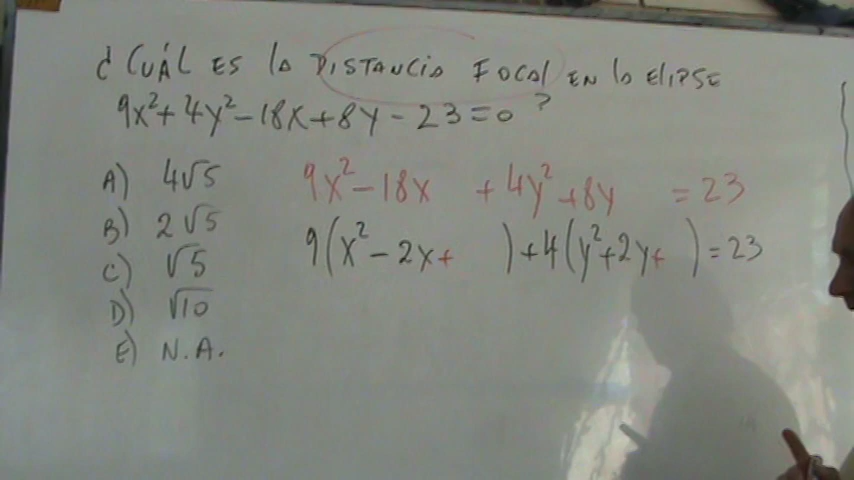 ¿CUÁL ES la DISTANCIA FOCAL EN la ELIPSE
9x²+4y²-18x+8y-23=0?
A) 4√5
9x²-18x +4y²+8y =23
B) 2√5
9(x²-2x+ )+4(y²+2y+ )=23
C) √5
D) √10
E) N.A.